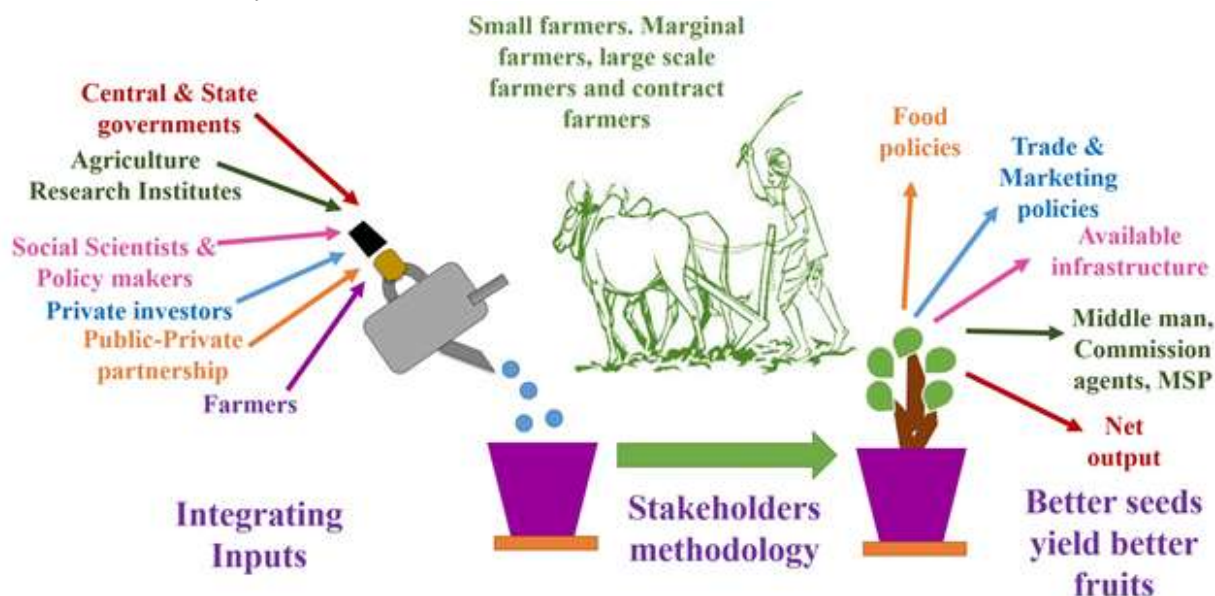 Small farmers. Marginal
farmers, large scale
farmers and contract
farmers
Central & State
governments
Agriculture
Research Institutes
Social Scientists &
Policy makers
Private investors
Public-Private
partnership
Farmers
Food
policies
Trade &
Marketing
policies
Available
infrastructure
Middle man,
Commission
agents, MSP
Net
output
Integrating
Inputs
Stakeholders
methodology
Better seeds
yield better
fruits